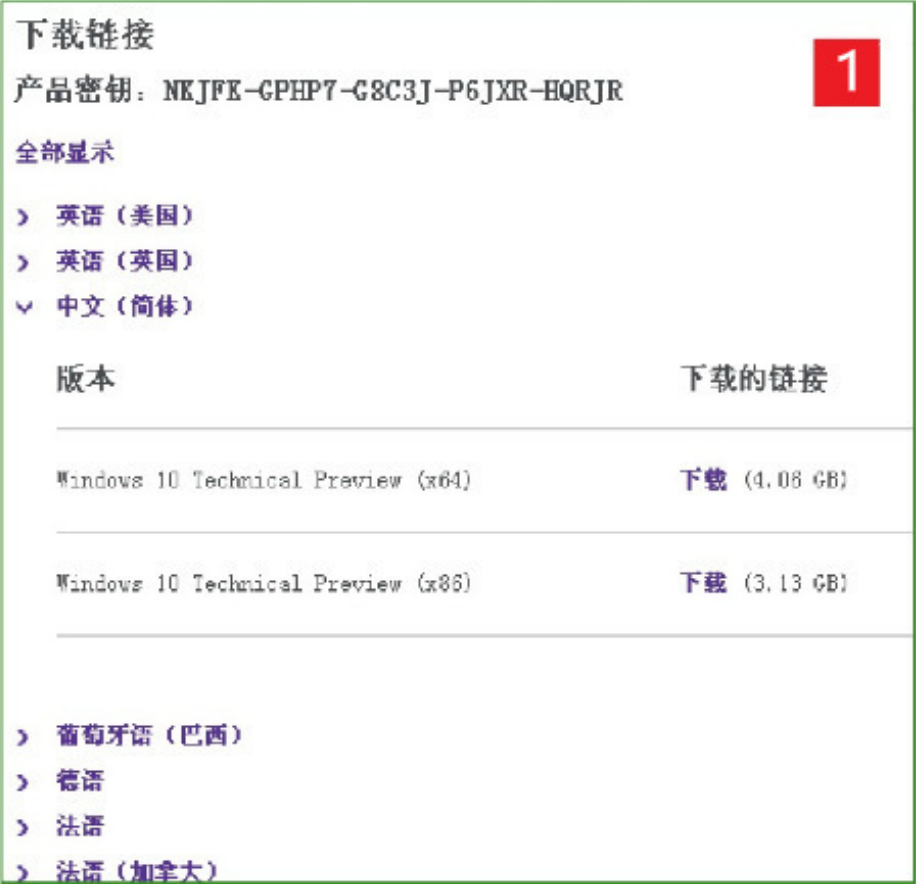 下载链接
1
产品密钥：NKJFK-GPHP7-G8C3J-P6JXR-HQRJR
全部显示
英语（美国）
英语（英国）
中文（简体）
版本 下载的链接
Windows 10 Technical Preview (x64) 下载 (4.06 GB)
Windows 10 Technical Preview (x86) 下载 (3.13 GB)
葡萄牙语（巴西）
德语
法语
法语（加拿大）